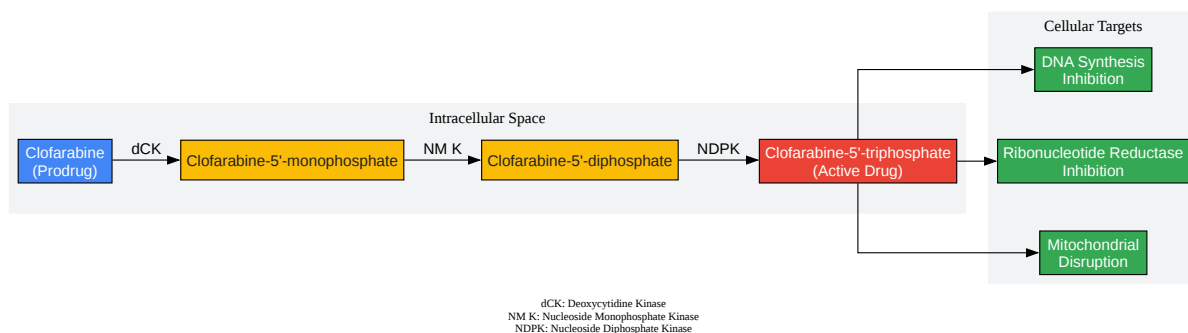 Cellular Targets
DNA Synthesis
Inhibition
Intracellular Space
Clofarabine
(Prodrug)
dCK
Clofarabine-5'-monophosphate
NM K
Clofarabine-5'-diphosphate
NDPK
Clofarabine-5'-triphosphate
(Active Drug)
Ribonucleotide Reductase
Inhibition
Mitochondrial
Disruption
dCK: Deoxycytidine Kinase
NM K: Nucleoside Monophosphate Kinase
NDPK: Nucleoside Diphosphate Kinase